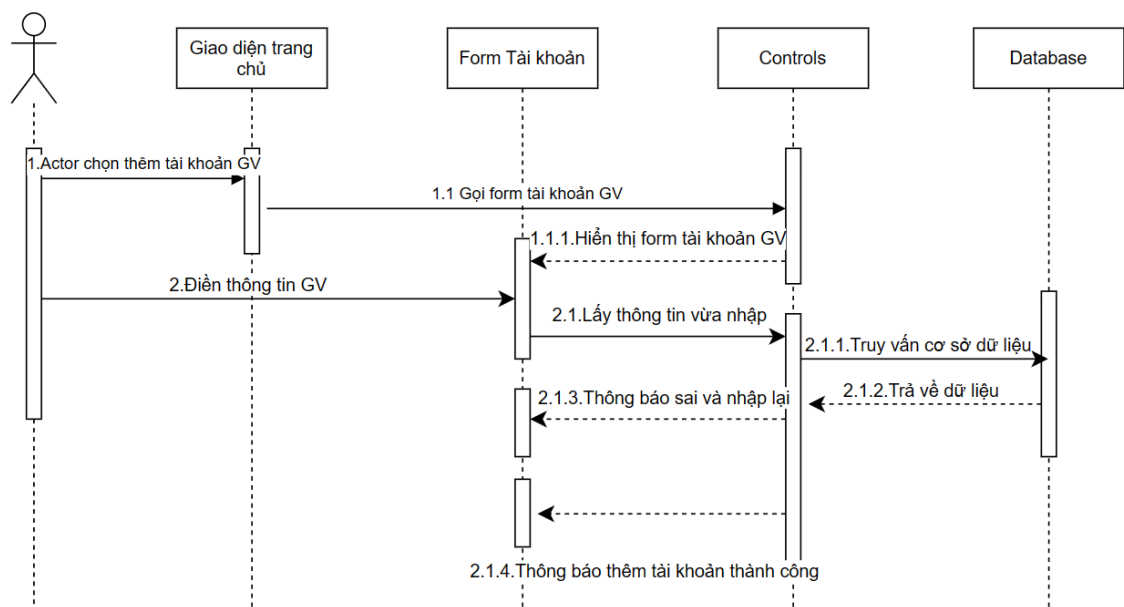 Giao diện trang
chủ
Form Tài khoản
Controls
Database
1.Actor chọn thêm tài khoản GV
1.1 Gọi form tài khoản GV
1.1.1.Hiển thị form tài khoản GV
2.Điền thông tin GV
2.1.Lấy thông tin vừa nhập
2.1.1.Truy vấn cơ sở dữ liệu
2.1.2.Trả về dữ liệu
2.1.3.Thông báo sai và nhập lại
2.1.4.Thông báo thêm tài khoản thành công